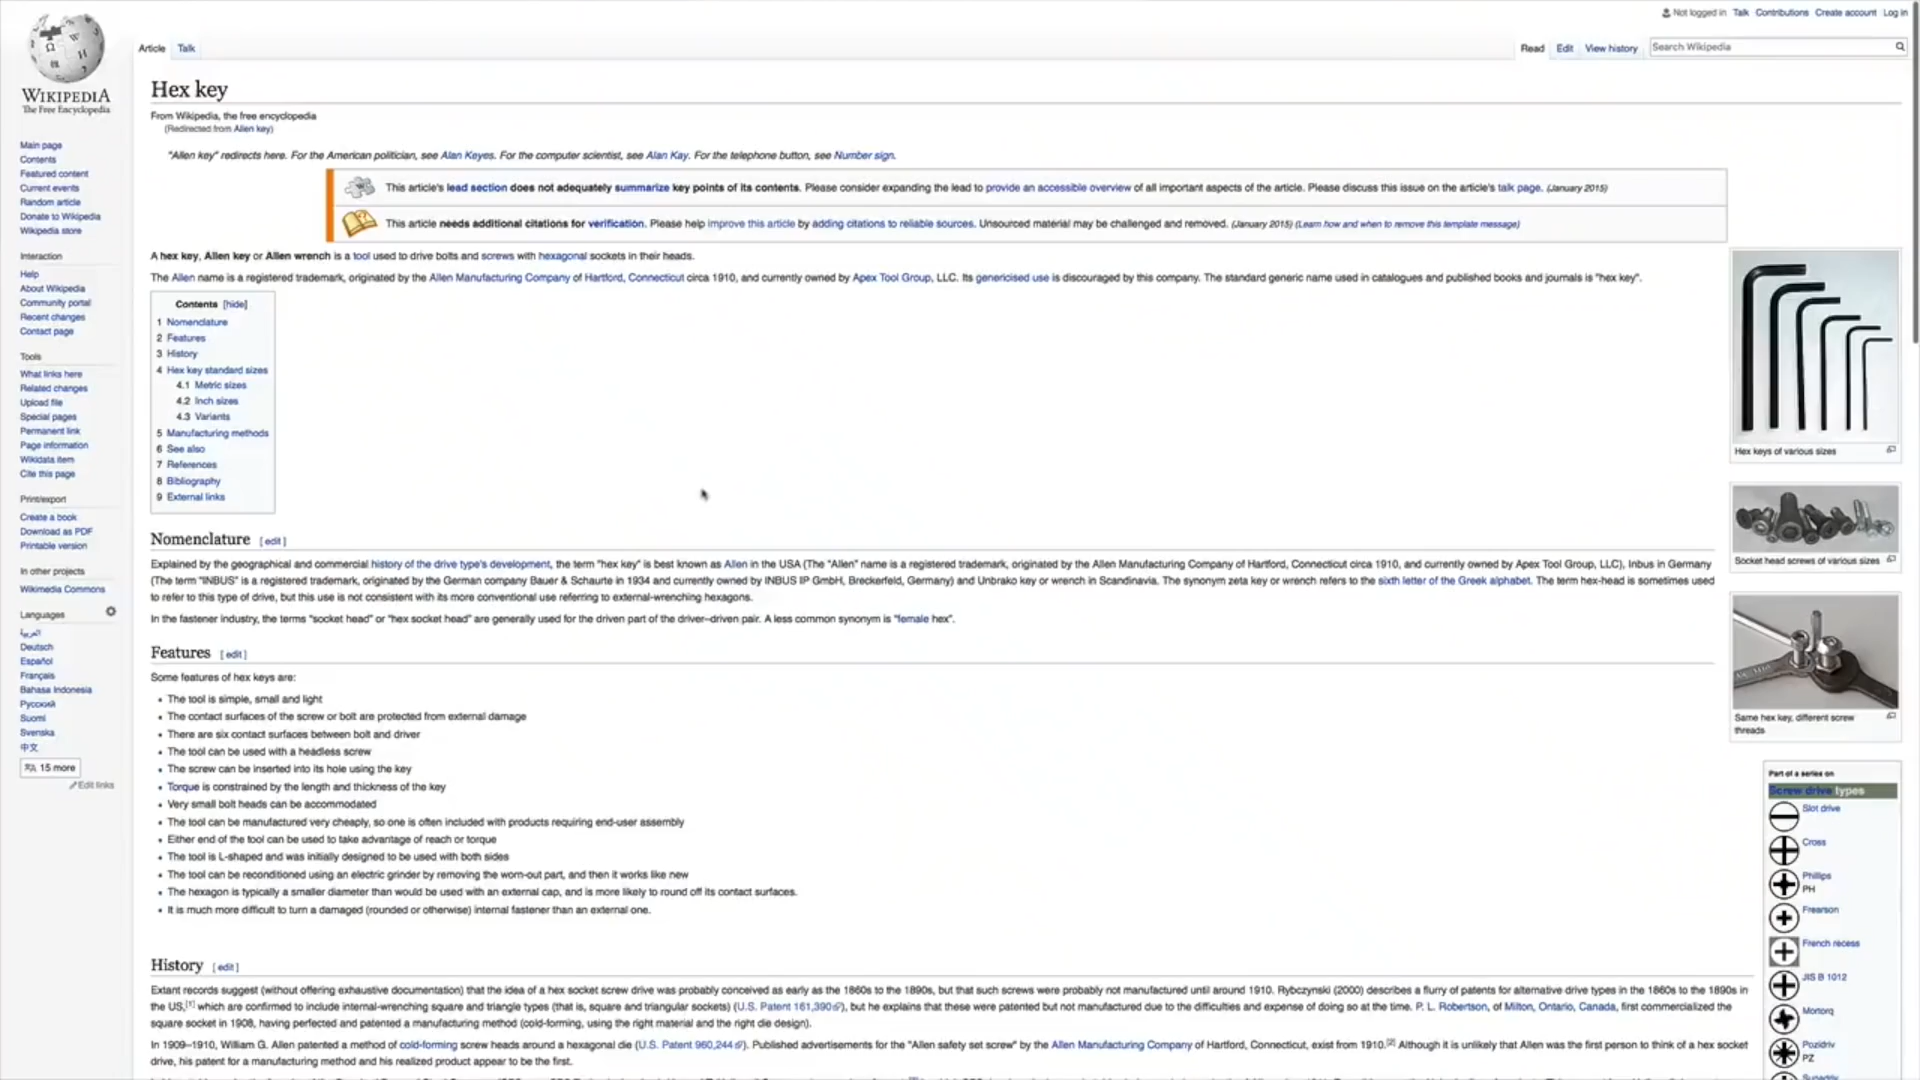 Not logged in Talk Contributions Create account Log in
Article Talk
Read Edit View history Search Wikipedia
WIKIPEDIA
The Free Encyclopedia
Main page
Contents
Featured content
Current events
Random article
Donate to Wikipedia
Wikipedia store
Interaction
Help
About Wikipedia
Community portal
Recent changes
Contact page
Tools
What links here
Related changes
Upload file
Special pages
Permanent link
Page information
Wikidata item
Cite this page
Print/export
Create a book
Download as PDF
Printable version
In other projects
Wikimedia Commons
Languages
العربية
Deutsch
Español
Français
Bahasa Indonesia
Русский
Suomi
Svenska
中文
15 more
Edit links
Hex key
From Wikipedia, the free encyclopedia
(Redirected from Allen key)
"Allen key" redirects here. For the American politician, see Alan Keyes. For the computer scientist, see Alan Kay. For the telephone button, see Number sign.
This article's lead section does not adequately summarize key points of its contents. Please consider expanding the lead to provide an accessible overview of all important aspects of the article. Please discuss this issue on the article's talk page. (January 2015)
This article needs additional citations for verification. Please help improve this article by adding citations to reliable sources. Unsourced material may be challenged and removed. (January 2015) (Learn how and when to remove this template message)
A hex key, Allen key or Allen wrench is a tool used to drive bolts and screws with hexagonal sockets in their heads.
The Allen name is a registered trademark, originated by the Allen Manufacturing Company of Hartford, Connecticut circa 1910, and currently owned by Apex Tool Group, LLC. Its genericised use is discouraged by this company. The standard generic name used in catalogues and published books and journals is "hex key".
Contents [hide]
1 Nomenclature
2 Features
3 History
4 Hex key standard sizes
4.1 Metric sizes
4.2 Inch sizes
4.3 Variants
5 Manufacturing methods
6 See also
7 References
8 Bibliography
9 External links
Nomenclature [ edit ]
Explained by the geographical and commercial history of the drive type's development, the term "hex key" is best known as Allen in the USA (The "Allen" name is a registered trademark, originated by the Allen Manufacturing Company of Hartford, Connecticut circa 1910, and currently owned by Apex Tool Group, LLC), Inbus in Germany
(The term "INBUS" is a registered trademark, originated by the German company Bauer & Schaurte in 1934 and currently owned by INBUS IP GmbH, Breckerfeld, Germany) and Unbrako key or wrench in Scandinavia. The synonym zeta key or wrench refers to the sixth letter of the Greek alphabet. The term hex-head is sometimes used
to refer to this type of drive, but this use is not consistent with its more conventional use referring to external-wrenching hexagons.
In the fastener industry, the terms "socket head" or "hex socket head" are generally used for the driven part of the driver–driven pair. A less common synonym is "female hex".
Features [ edit ]
Some features of hex keys are:
• The tool is simple, small and light
• The contact surfaces of the screw or bolt are protected from external damage
• There are six contact surfaces between bolt and driver
• The tool can be used with a headless screw
• The screw can be inserted into its hole using the key
• Torque is constrained by the length and thickness of the key
• Very small bolt heads can be accommodated
• The tool can be manufactured very cheaply, so one is often included with products requiring end-user assembly
• Either end of the tool can be used to take advantage of reach or torque
• The tool is L-shaped and was initially designed to be used with both sides
• The tool can be reconditioned using an electric grinder by removing the worn-out part, and then it works like new
• The hexagon is typically a smaller diameter than would be used with an external cap, and is more likely to round off its contact surfaces.
• It is much more difficult to turn a damaged (rounded or otherwise) internal fastener than an external one.
History [ edit ]
Extant records suggest (without offering exhaustive documentation) that the idea of a hex socket screw drive was probably conceived as early as the 1860s to the 1890s, but that such screws were probably not manufactured until around 1910. Rybczynski (2000) describes a flurry of patents for alternative drive types in the 1860s to the 1890s in
the US,[1] which are confirmed to include internal-wrenching square and triangle types (that is, square and triangular sockets) (U.S. Patent 161,390), but he explains that these were patented but not manufactured due to the difficulties and expense of doing so at the time. P. L. Robertson, of Milton, Ontario, Canada, first commercialized the
square socket in 1908, having perfected and patented a manufacturing method (cold-forming, using the right material and the right die design).
In 1909–1910, William G. Allen patented a method of cold-forming screw heads around a hexagonal die (U.S. Patent 960,244). Published advertisements for the "Allen safety set screw" by the Allen Manufacturing Company of Hartford, Connecticut, exist from 1910.[2] Although it is unlikely that Allen was the first person to think of a hex socket
drive, his patent for a manufacturing method and his realized product appear to be the first.
Hex keys of various sizes
Socket head screws of various sizes
Same hex key, different screw
threads
Part of a series on
Screw drive types
Slot drive
Cross
Phillips
PH
Frearson
French recess
JIS B 1012
Mortorq
Pozidriv
PZ